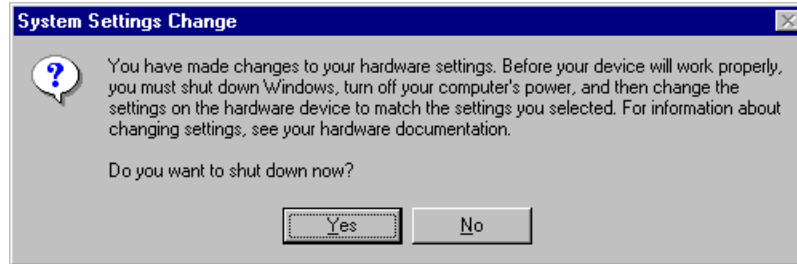 System Settings Change
You have made changes to your hardware settings. Before your device will work properly,
you must shut down Windows, turn off your computer's power, and then change the
settings on the hardware device to match the settings you selected. For information about
changing settings, see your hardware documentation.
Do you want to shut down now?
Yes No